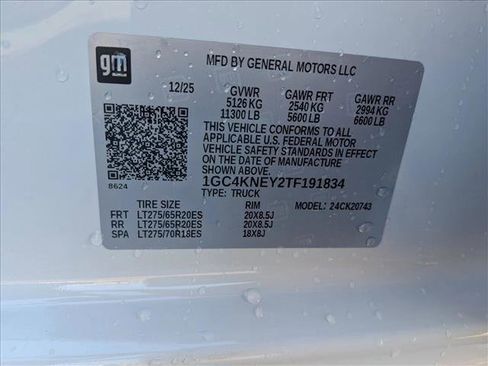 gm
MFD BY GENERAL MOTORS LLC
12/25 GVWR GAWR FRT GAWR RR
5126 KG 2540 KG 2994 KG
11300 LB 5600 LB 6600 LB
THIS VEHICLE CONFORMS TO ALL
APPLICABLE U.S. FEDERAL MOTOR
VEHICLE SAFETY STANDARDS IN EFFECT
ON THE DATE OF MANUFACTURE SHOWN ABOVE.
1GC4KNEY2TF191834
8624 TYPE: TRUCK
MODEL: 24CK20743
TIRE SIZE RIM
FRT LT275/65R20ES 20X8.5J
RR LT275/65R20ES 20X8.5J
SPA LT275/70R18ES 18X8J